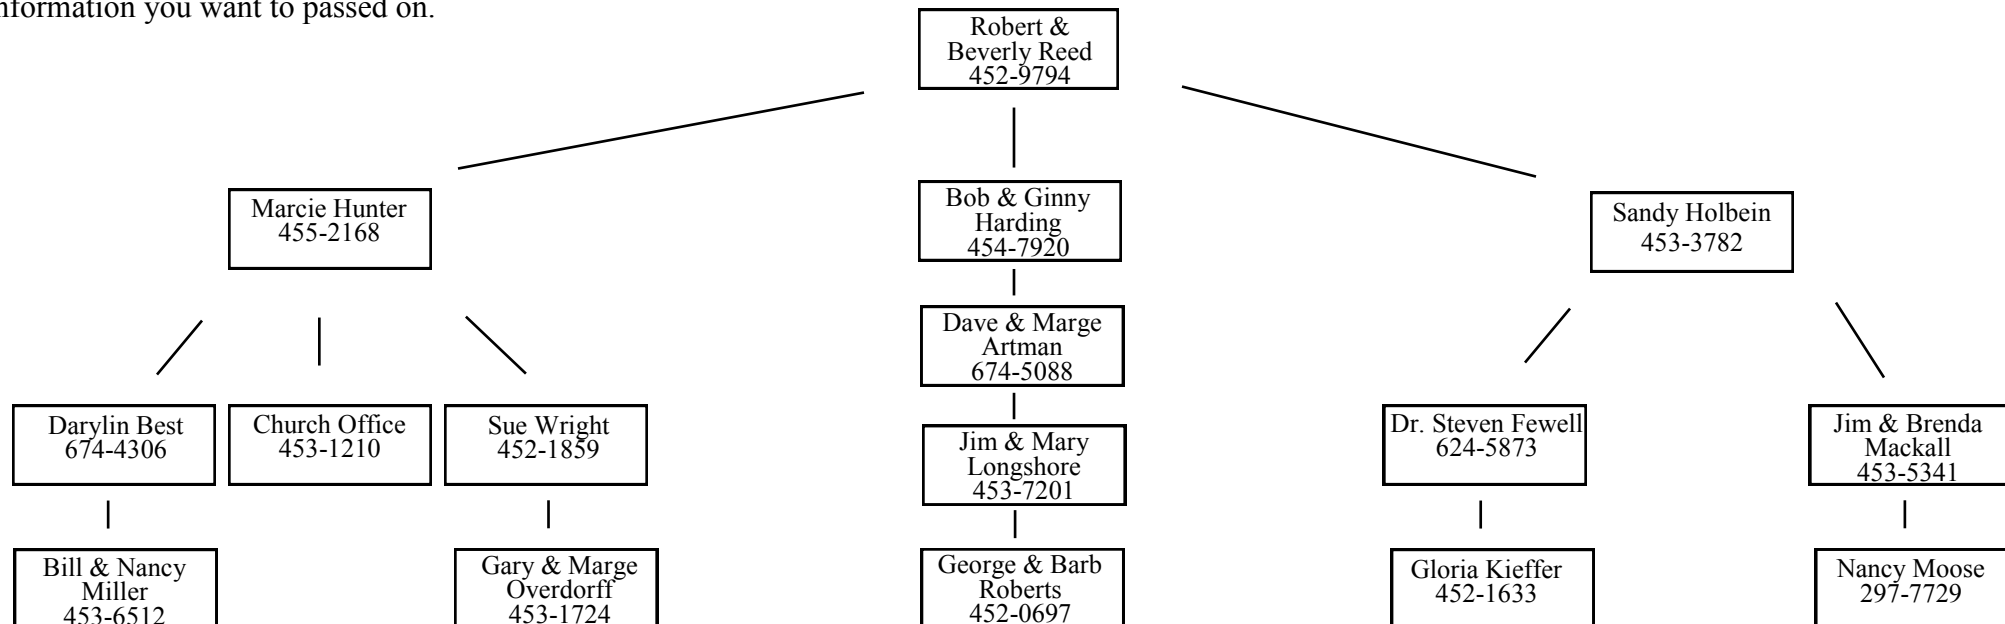 nformation you want to passed on.
Robert &
Beverly Reed
452-9794
Marcie Hunter
455-2168
Bob & Ginny
Harding
454-7920
Sandy Holbein
453-3782
Dave & Marge
Artman
674-5088
Darylin Best
674-4306
Church Office
453-1210
Sue Wright
452-1859
Jim & Mary
Longshore
453-7201
Dr. Steven Fewell
624-5873
Jim & Brenda
Mackall
453-5341
Bill & Nancy
Miller
453-6512
Gary & Marge
Overdorff
453-1724
George & Barb
Roberts
452-0697
Gloria Kieffer
452-1633
Nancy Moose
297-7729